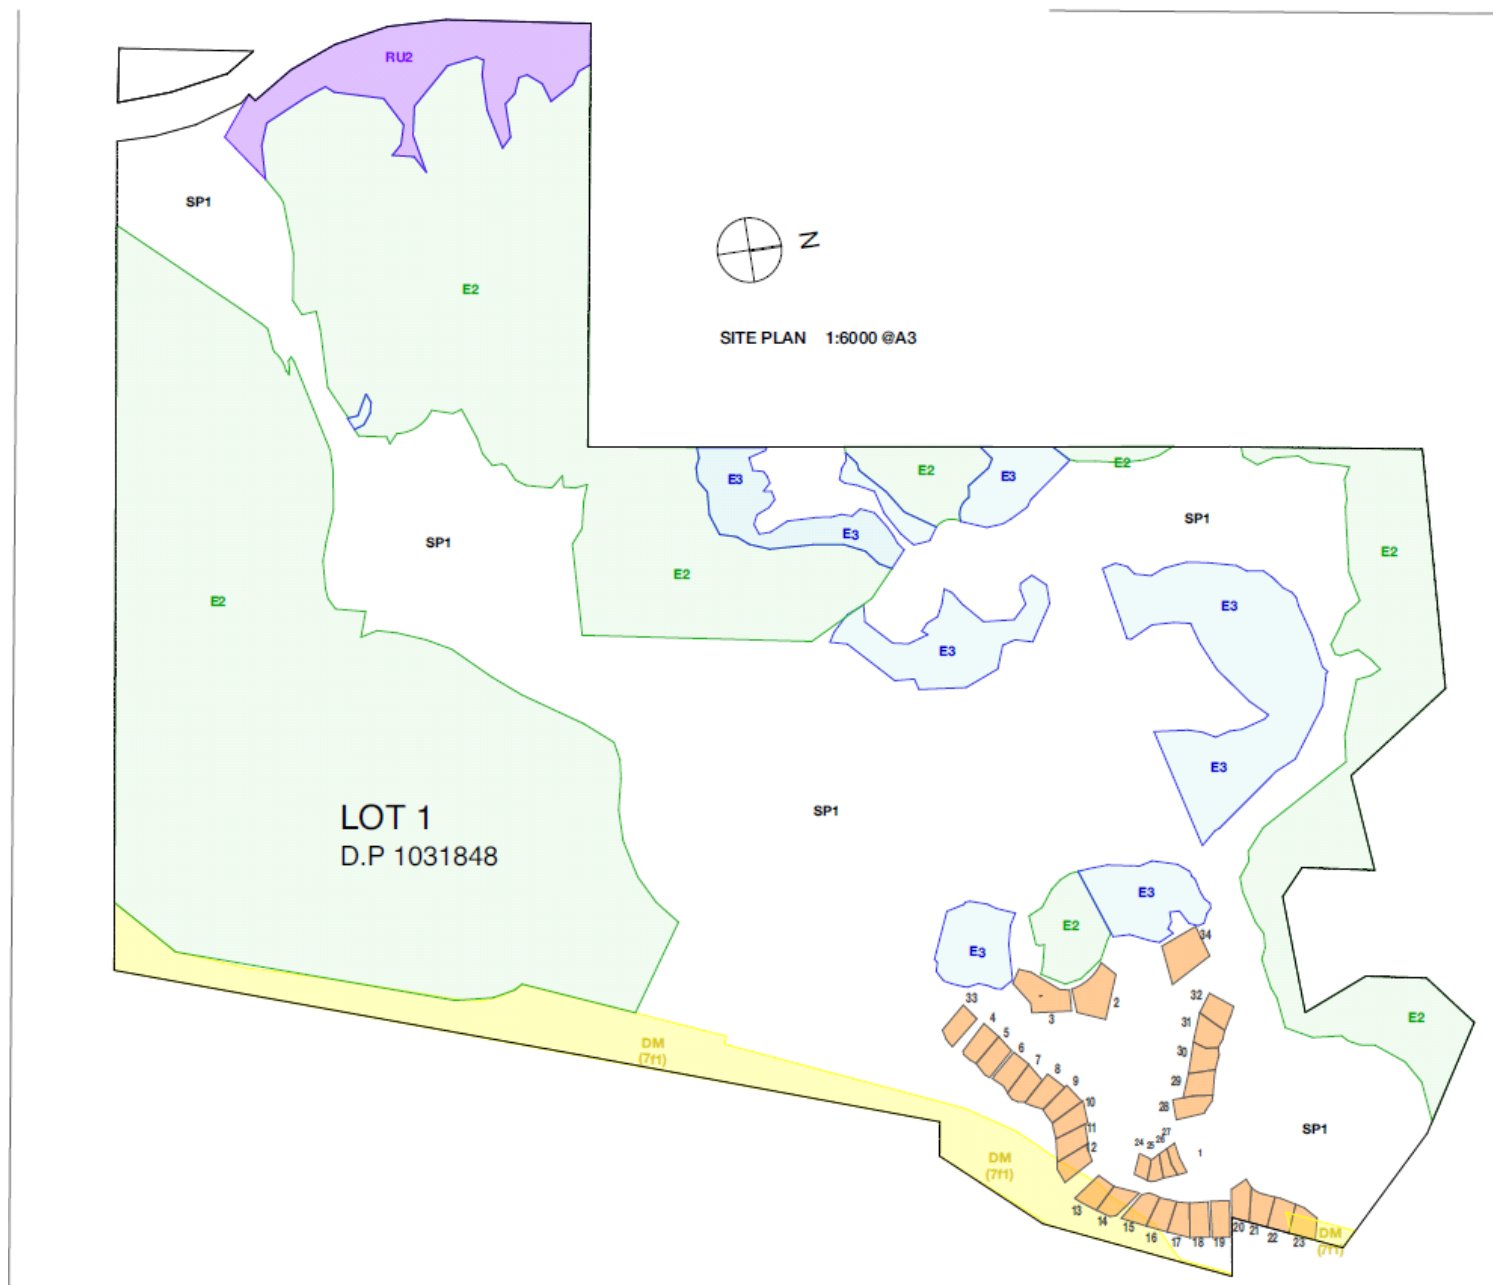 RU2
SP1
E2
N
SITE PLAN 1:6000 @A3
E3
E2
E3
E2
SP1
E3
SP1
E2
E2
E2
E3
E3
E3
SP1
LOT 1
D.P 1031848
E3
E2
E3
34
33
2
3
32
31
30
29
28
4
5
6
7
8
9
10
11
12
E2
DM
(7f1)
SP1
24
25
26
27
1
DM
(7f1)
13
14
15
16
17
18
19
20
21
22
23
DM
(7f1)